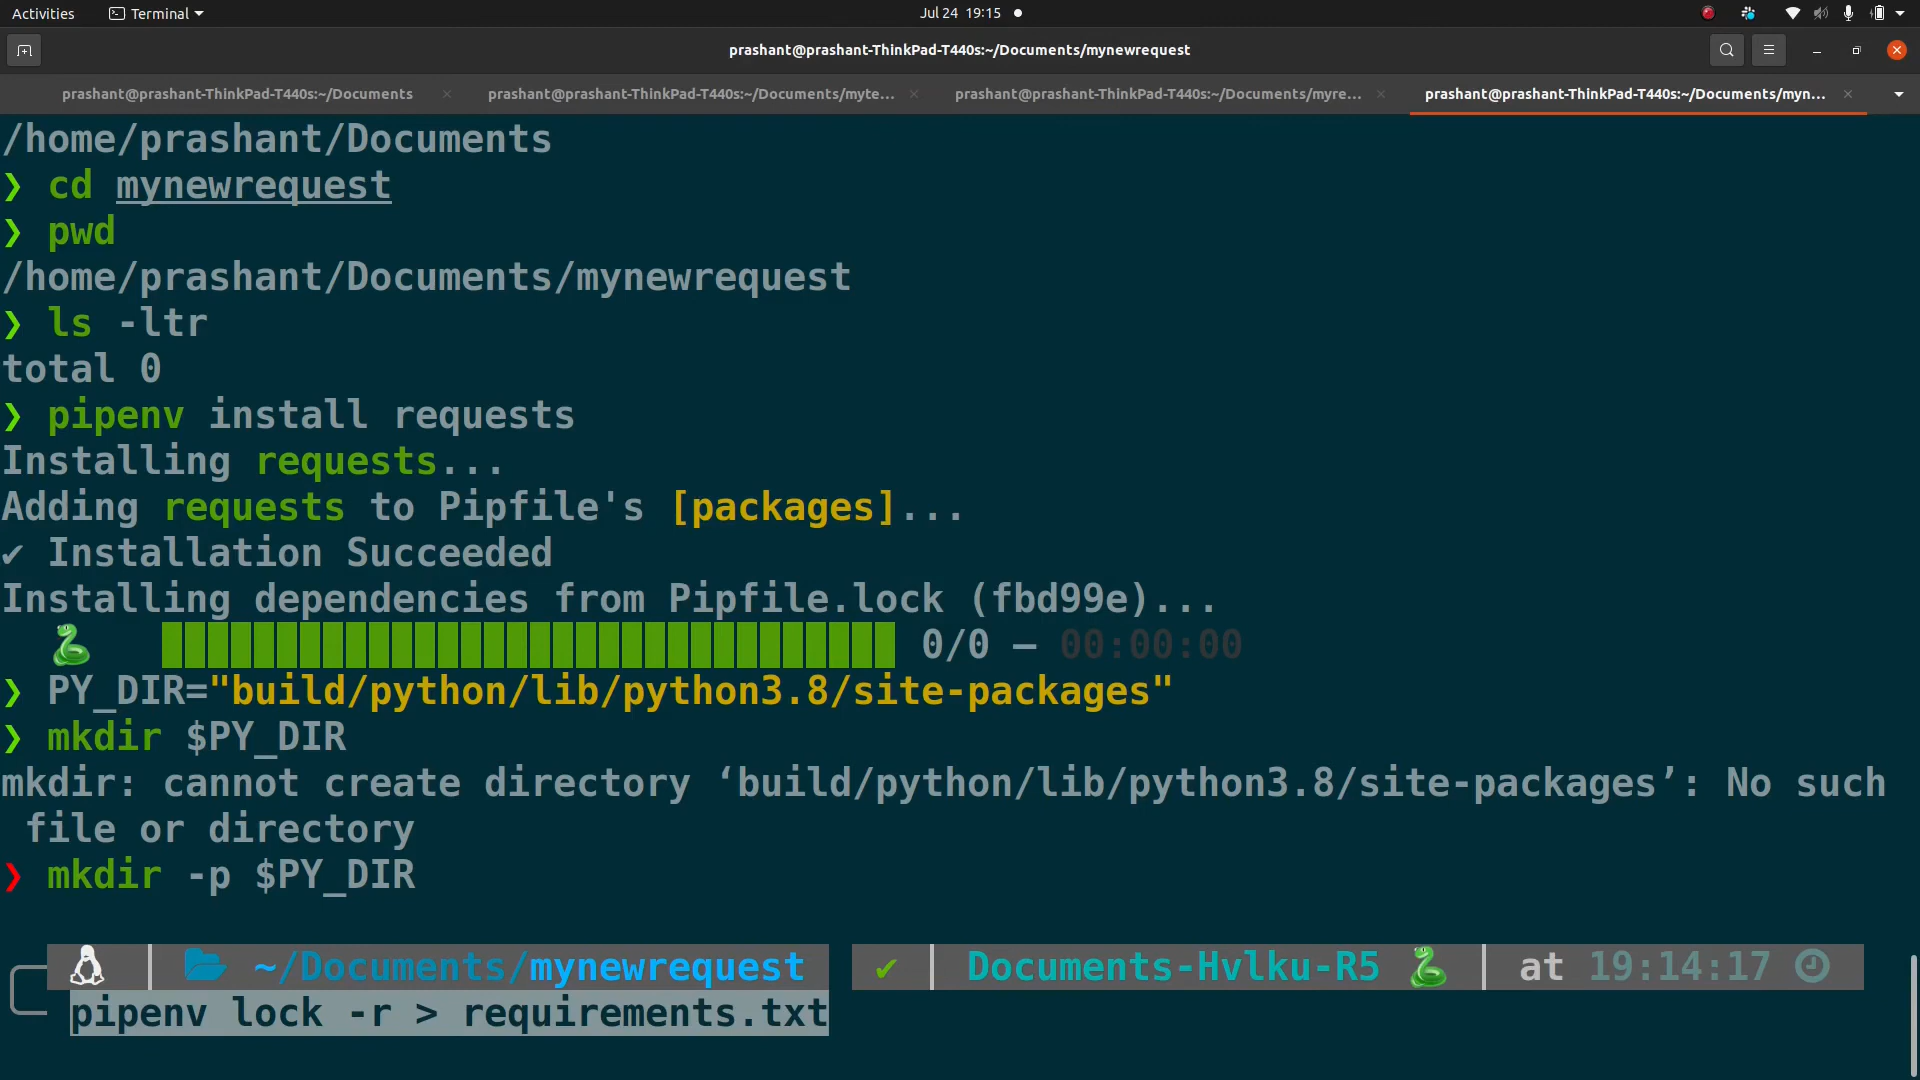 Activities Terminal Jul 24 19:15
prashant@prashant-ThinkPad-T440s:~/Documents/mynewrequest
prashant@prashant-ThinkPad-T440s:~/Documents × prashant@prashant-ThinkPad-T440s:~/Documents/myte... × prashant@prashant-ThinkPad-T440s:~/Documents/myre... × prashant@prashant-ThinkPad-T440s:~/Documents/myn... ×
/home/prashant/Documents
❯ cd mynewrequest
❯ pwd
/home/prashant/Documents/mynewrequest
❯ ls -ltr
total 0
❯ pipenv install requests
Installing requests...
Adding requests to Pipfile's [packages]...
✔ Installation Succeeded
Installing dependencies from Pipfile.lock (fbd99e)...
🐍 0/0 — 00:00:00
❯ PY_DIR="build/python/lib/python3.8/site-packages"
❯ mkdir $PY_DIR
mkdir: cannot create directory ‘build/python/lib/python3.8/site-packages’: No such
file or directory
❯ mkdir -p $PY_DIR
~/Documents/mynewrequest ✔ Documents-Hvlku-R5 🐍 at 19:14:17
pipenv lock -r > requirements.txt